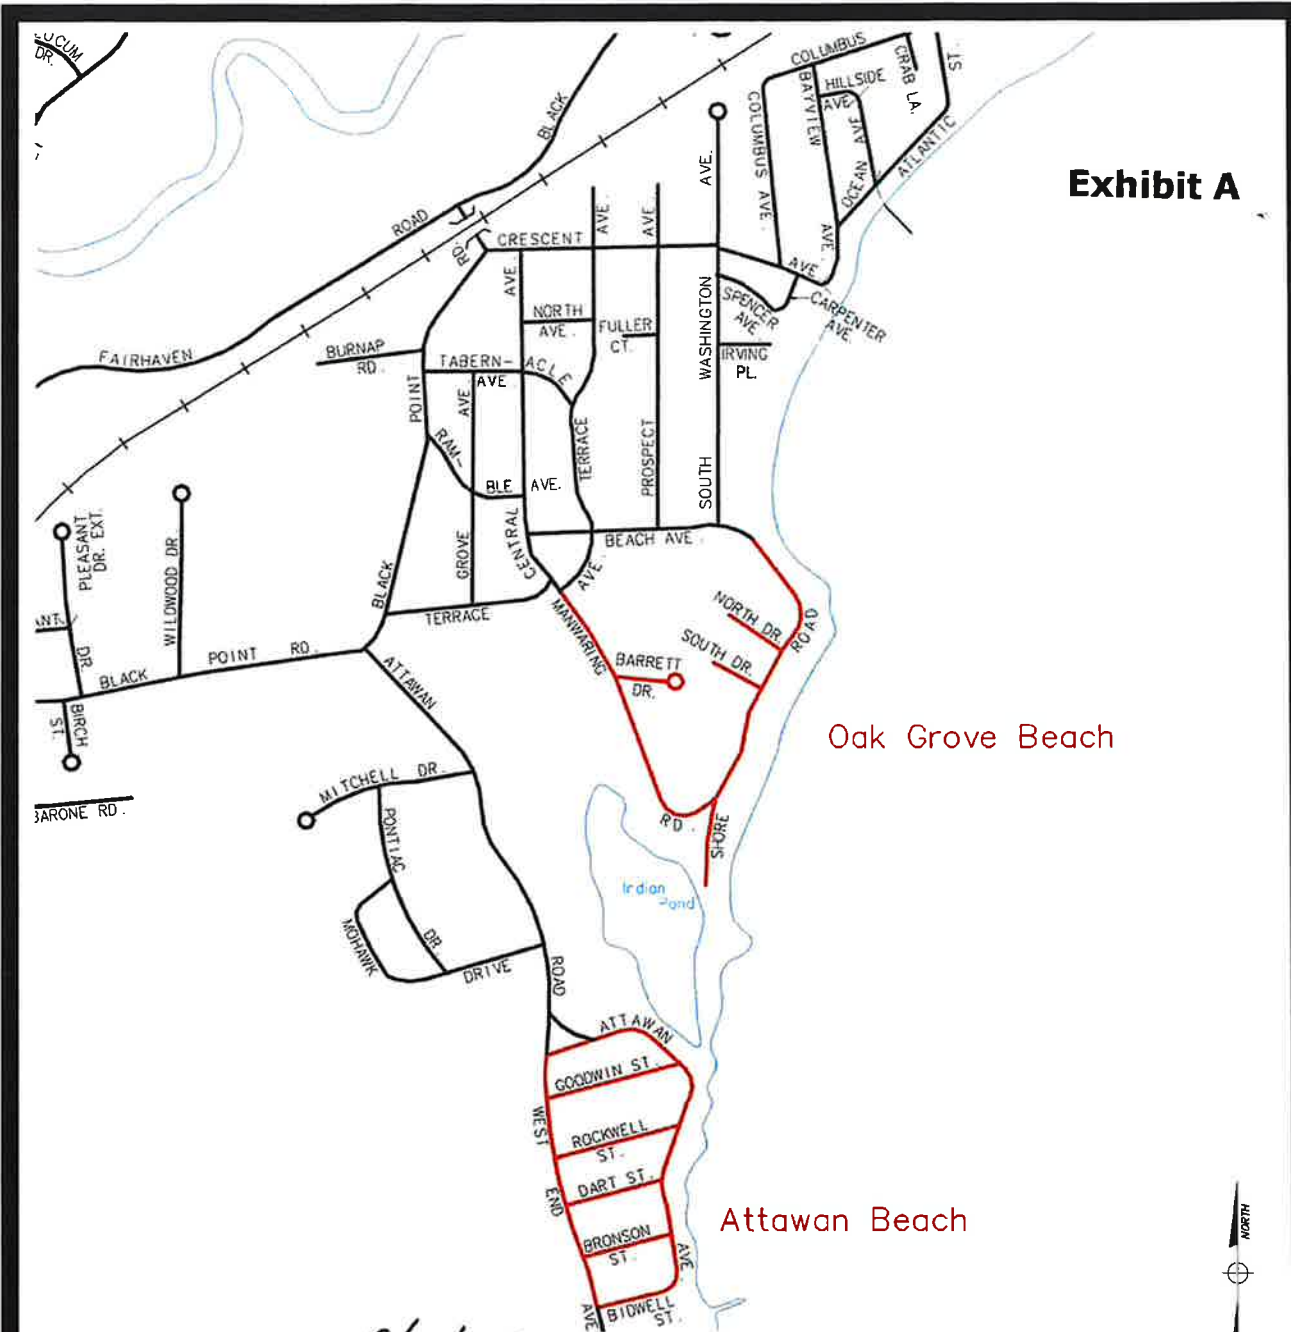 DR.
COLUMBUS
CRAB LA.
ST.
HILLSIDE
AVE
BAYVIEW
AVE.
COLUMBUS AVE.
OCEAN AVE
ATLANTIC
BLACK
ROAD
Exhibit A
AVE.
AVE.
AVE.
CRESCENT
AVE.
RD.
AVE.
SPENCER
AVE.
CARPENTER
AVE.
NORTH
AVE.
FULLER
CT.
WASHINGTON
IRVING
PL.
FAIRHAVEN
BURNAP
RD.
TABERN-
ACLE
AVE
POINT
AVE
RAM-
BLE AVE.
TERRACE
PROSPECT
SOUTH
PLEASANT
DR. EXT.
WILDWOOD DR.
GROVE
CENTRAL
BEACH AVE.
AVE.
BLACK
TERRACE
MANWARING
NORTH DR.
SOUTH DR.
ROAD
BARRETT
DR.
DR.
BLACK
POINT RD.
ATTAWAN
BIRCH
ST.
Oak Grove Beach
MITCHELL DR.
BARONE RD.
PONTIAC
RD.
SHORE
Indian
Pond
MOHAWK
DR.
DRIVE
ROAD
ATTAWAN
GOODWIN ST.
WEST
ROCKWELL
ST.
END
DART ST.
Attawan Beach
NORTH
BRONSON
ST.
AVE.
BIDWELL
ST.
AVE